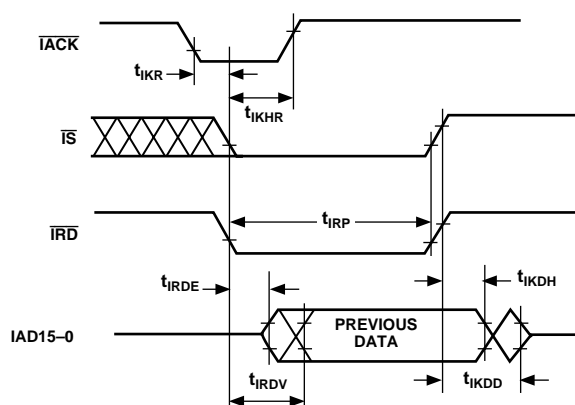 IACK
tIKR
tIKHR
IS
tIRP
IRD
tIRDE
tIKDH
IAD15–0
PREVIOUS
DATA
tIRDV
tIKDD